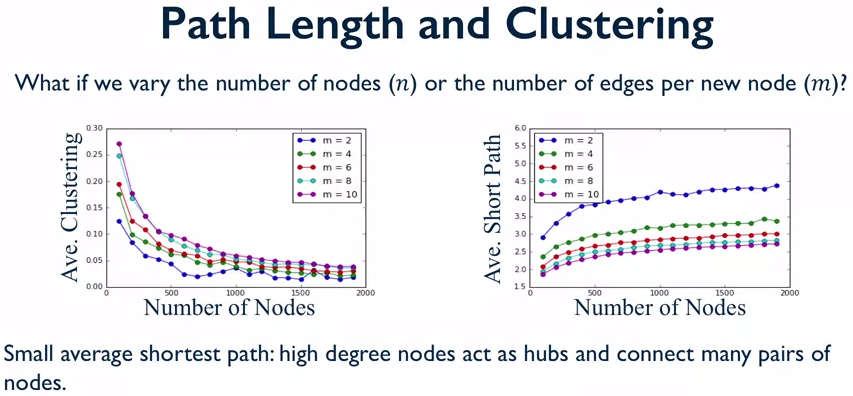 Path Length and Clustering
What if we vary the number of nodes (n) or the number of edges per new node (m)?
Ave. Clustering
0.30
0.25
0.20
0.15
0.10
0.05
0.00
m = 2
m = 4
m = 6
m = 8
m = 10
0
500
1000
1500
2000
Number of Nodes
Ave. Short Path
6.0
5.5
5.0
4.5
4.0
3.5
3.0
2.5
2.0
1.5
m = 2
m = 4
m = 6
m = 8
m = 10
0
500
1000
1500
2000
Number of Nodes
Small average shortest path: high degree nodes act as hubs and connect many pairs of
nodes.